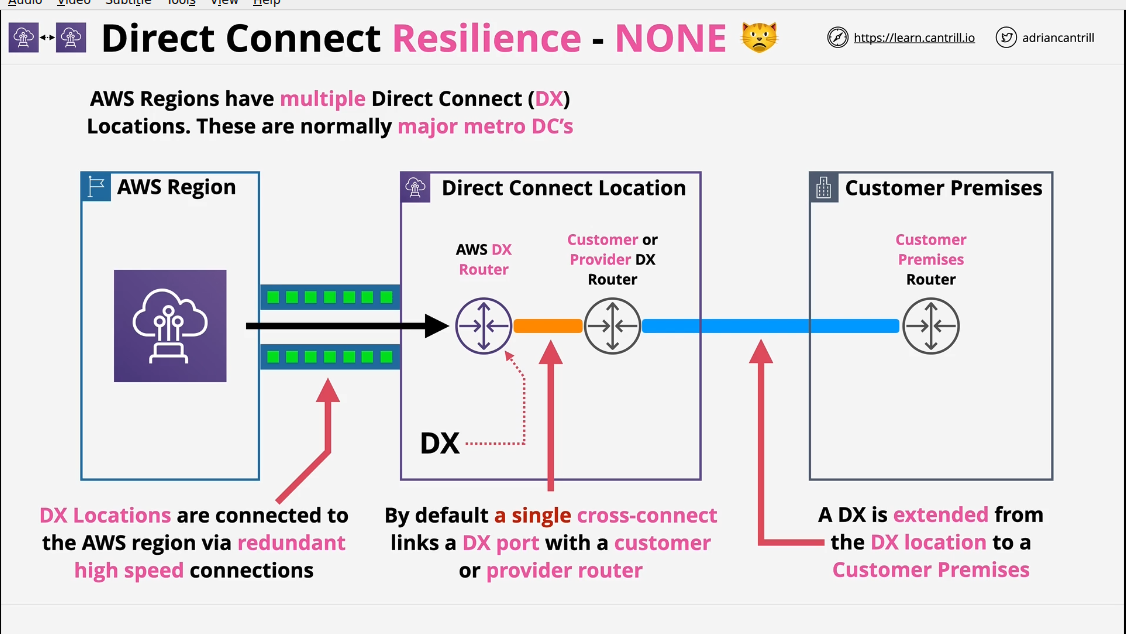 Audio Video Subtitle Tools View Help
Direct Connect Resilience - NONE
https://learn.cantrill.io
adriancantrill
AWS Regions have multiple Direct Connect (DX)
Locations. These are normally major metro DC’s
AWS Region
Direct Connect Location
Customer Premises
AWS DX
Router
Customer or
Provider DX
Router
Customer
Premises
Router
DX
DX Locations are connected to
the AWS region via redundant
high speed connections
By default a single cross-connect
links a DX port with a customer
or provider router
A DX is extended from
the DX location to a
Customer Premises